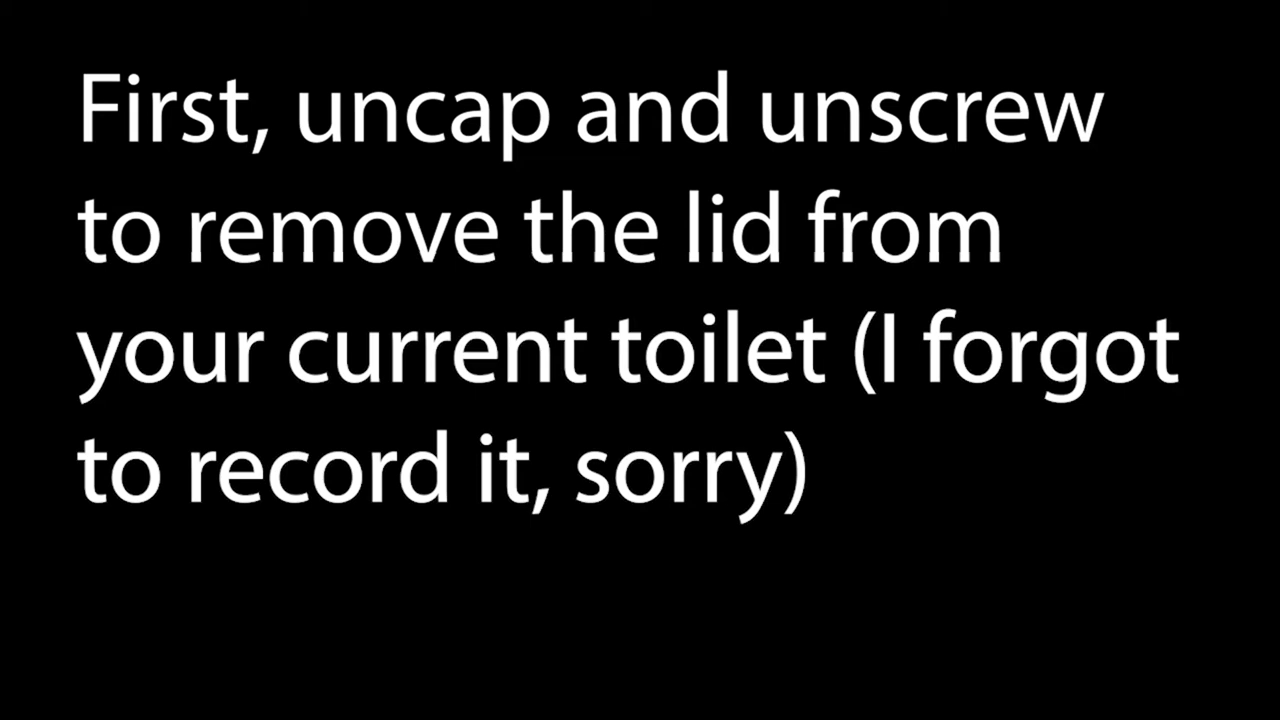 First, uncap and unscrew
to remove the lid from
your current toilet (I forgot
to record it, sorry)